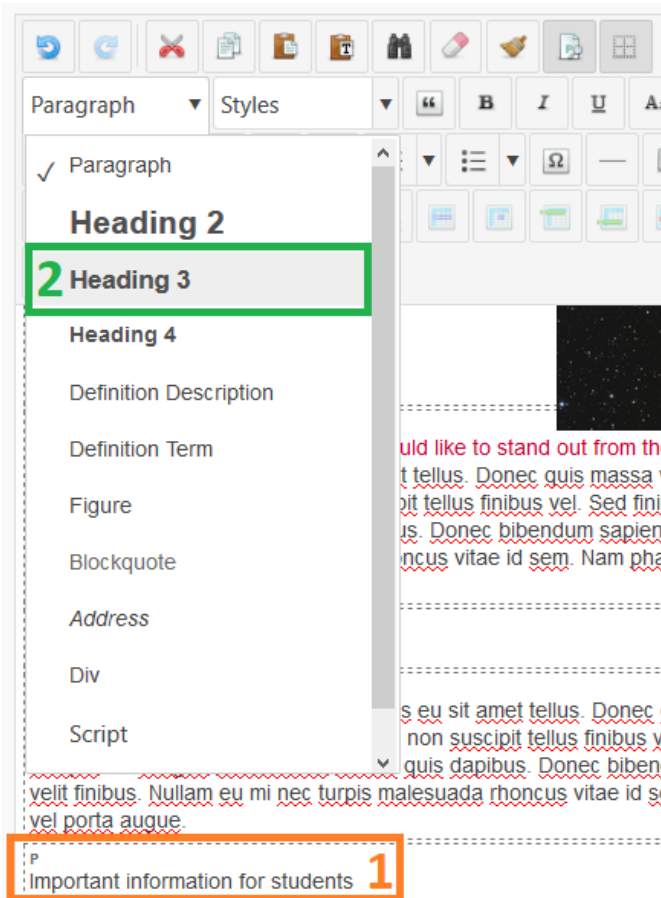 Paragraph Styles B I U A
Paragraph
Heading 2
2 Heading 3
Heading 4
Definition Description
Definition Term
Figure
Blockquote
Address
Div
Script
uld like to stand out from the
t tellus. Donec quis massa
tellus finibus vel. Sed fini
us. Donec bibendum sapien
oncus vitae id sem. Nam pha
s eu sit amet tellus. Donec
non suscipit tellus finibus v
quis dapibus. Donec biben
velit finibus. Nullam eu mi nec turpis malesuada rhoncus vitae id se
vel porta augue.
P
Important information for students 1